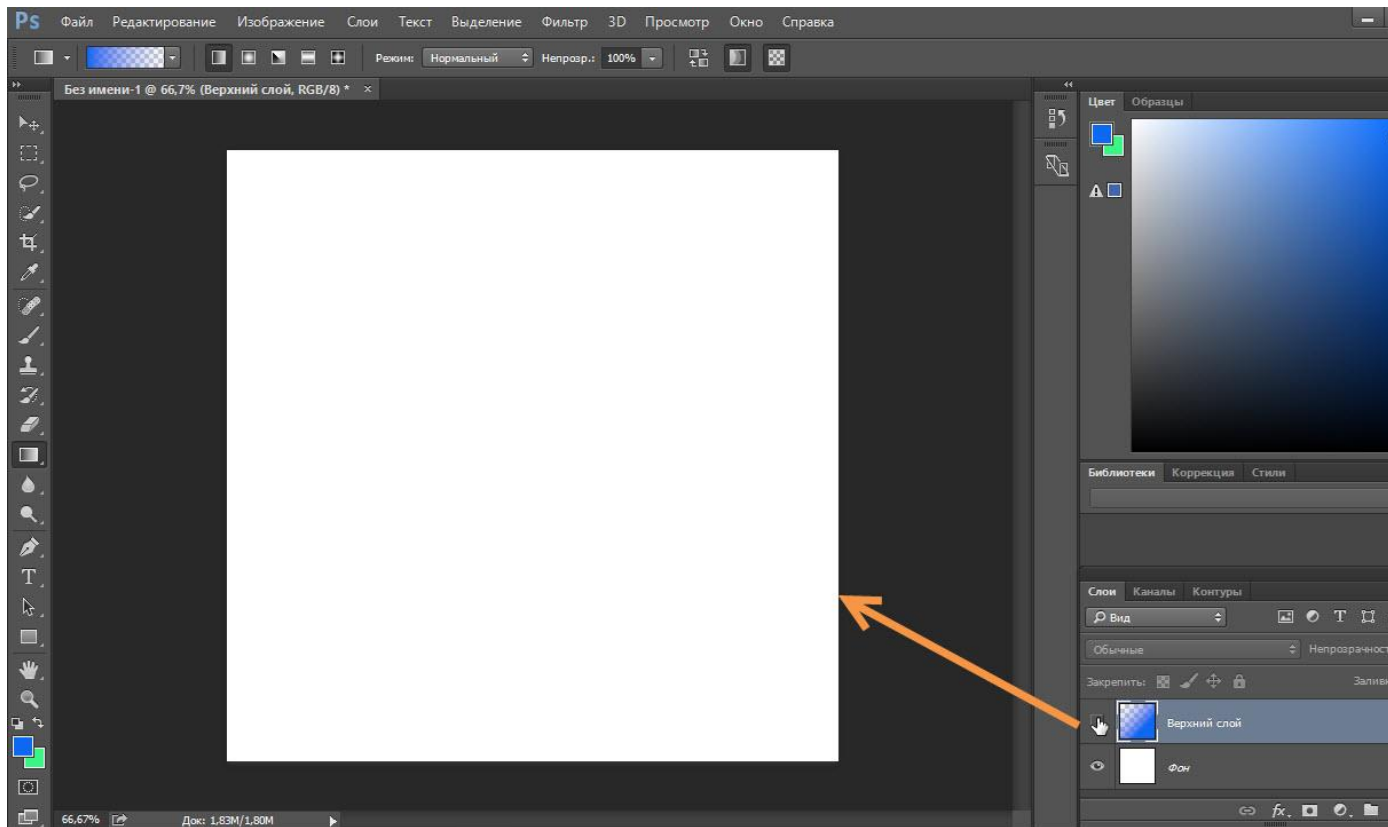 Ps Файл Редактирование Изображение Слои Текст Выделение Фильтр 3D Просмотр Окно Справка
Режим: Нормальный Непрозр.: 100%
Без имени-1 @ 66,7% (Верхний слой, RGB/8) * ×
Цвет Образцы
Библиотеки Коррекция Стили
Слои Каналы Контуры
Вид
Обычные Непрозрачност
Закрепить: Заливк
Верхний слой
Фон
fx
66,67% Док: 1,83M/1,80M